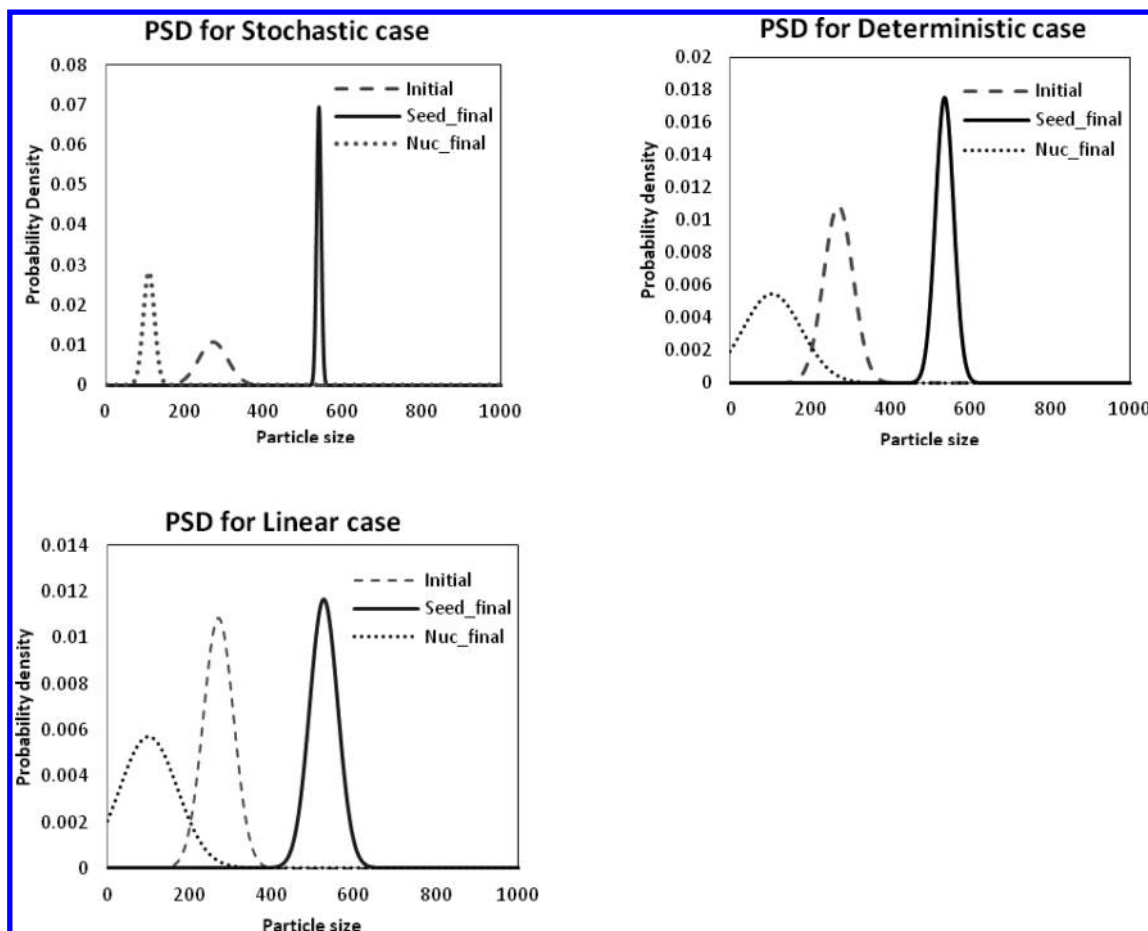 PSD for Stochastic case
0.08
0.07
0.06
0.05
0.04
0.03
0.02
0.01
0
Probability Density
Initial
Seed_final
Nuc_final
0 200 400 600 800 1000
Particle size
PSD for Deterministic case
0.02
0.018
0.016
0.014
0.012
0.01
0.008
0.006
0.004
0.002
0
Probability density
Initial
Seed_final
Nuc_final
0 200 400 600 800 1000
Particle size
PSD for Linear case
0.014
0.012
0.01
0.008
0.006
0.004
0.002
0
Probability density
Initial
Seed_final
Nuc_final
0 200 400 600 800 1000
Particle size